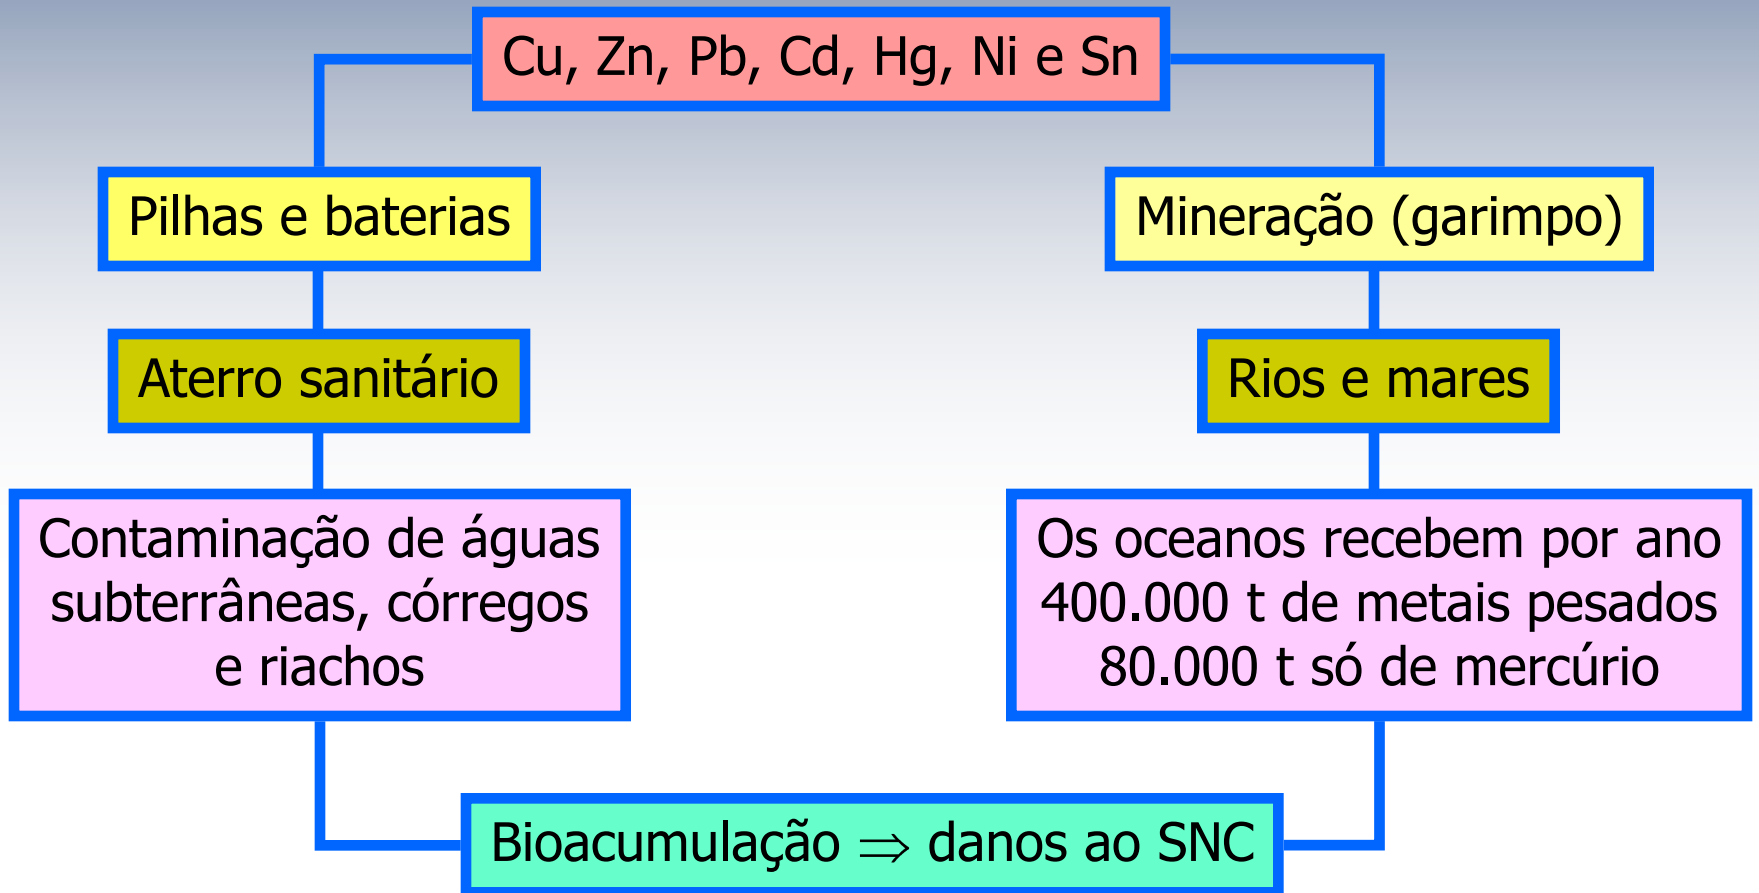 Cu, Zn, Pb, Cd, Hg, Ni e Sn
Pilhas e baterias
Mineração (garimpo)
Aterro sanitário
Rios e mares
Contaminação de águas
subterrâneas, córregos
e riachos
Os oceanos recebem por ano
400.000 t de metais pesados
80.000 t só de mercúrio
Bioacumulação ⇒ danos ao SNC